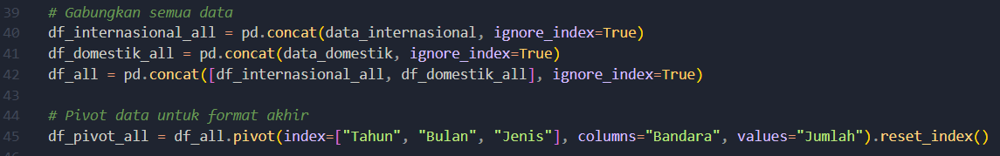 39 # Gabungkan semua data
40 df_internasional_all = pd.concat(data_internasional, ignore_index=True)
41 df_domestik_all = pd.concat(data_domestik, ignore_index=True)
42 df_all = pd.concat([df_internasional_all, df_domestik_all], ignore_index=True)
43
44 # Pivot data untuk format akhir
45 df_pivot_all = df_all.pivot(index=["Tahun", "Bulan", "Jenis"], columns="Bandara", values="Jumlah").reset_index()